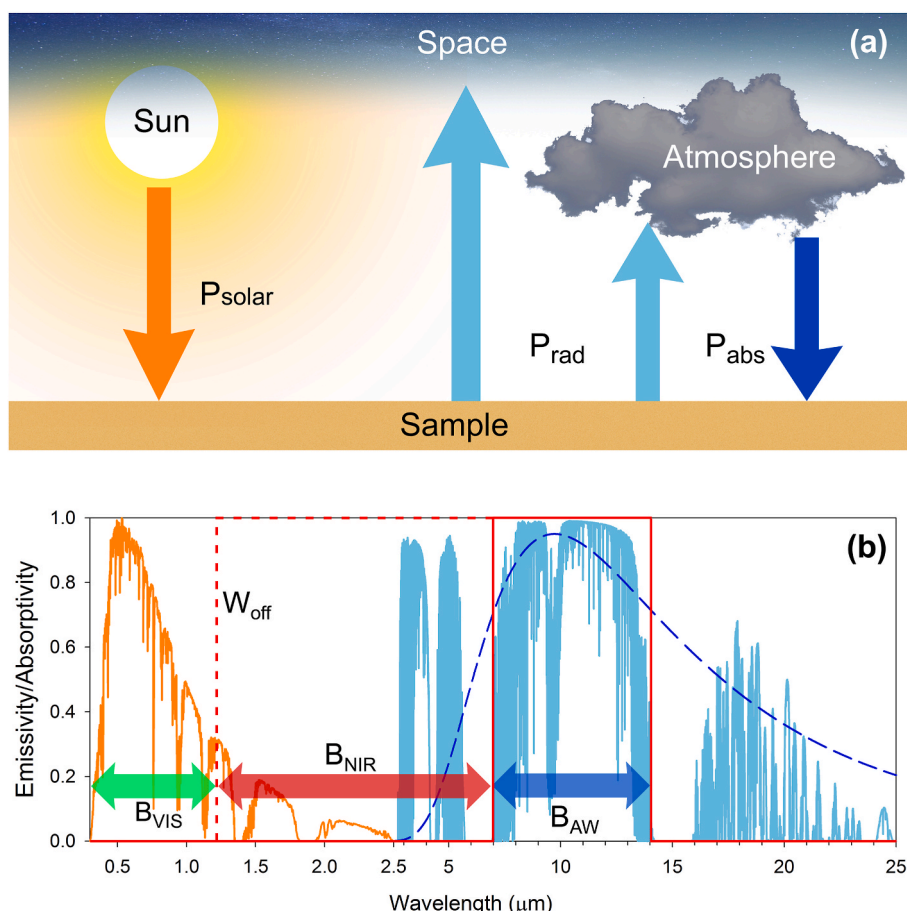 Space
(a)
Sun
Atmosphere
Psolar
Prad
Pabs
Sample
1.0
(b)
0.8
Woff
0.6
0.4
BNIR
0.2
BVIS
BAW
0.0
0.5 1.0 1.5 2.0 2.5 5 10 15 20 25
Emissivity/Absorptivity
Wavelength (μm)